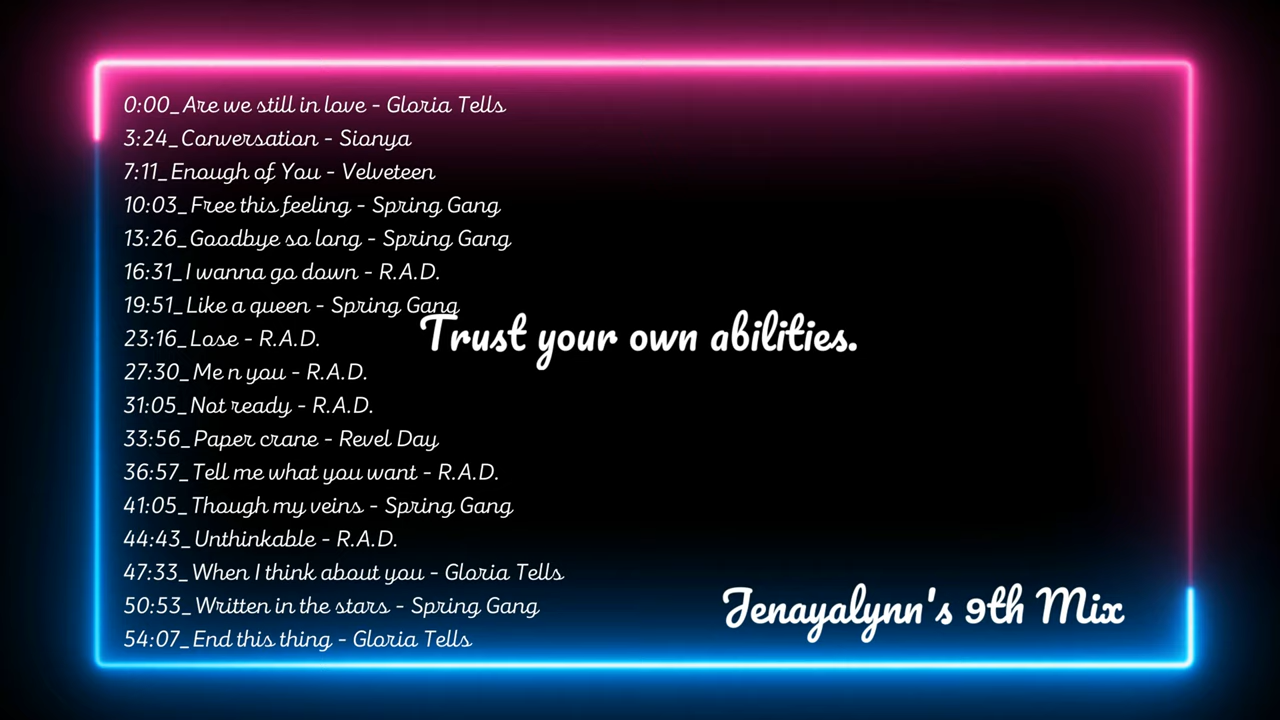 0:00_Are we still in love - Gloria Tells
3:24_Conversation - Sionya
7:11_Enough of You - Velveteen
10:03_Free this feeling - Spring Gang
13:26_Goodbye so long - Spring Gang
16:31_I wanna go down - R.A.D.
19:51_Like a queen - Spring Gang
23:16_Lose - R.A.D.
Trust your own abilities.
27:30_Me n you - R.A.D.
31:05_Not ready - R.A.D.
33:56_Paper crane - Revel Day
36:57_Tell me what you want - R.A.D.
41:05_Though my veins - Spring Gang
44:43_Unthinkable - R.A.D.
47:33_When I think about you - Gloria Tells
50:53_Written in the stars - Spring Gang
54:07_End this thing - Gloria Tells
Jenayalynn's 9th Mix